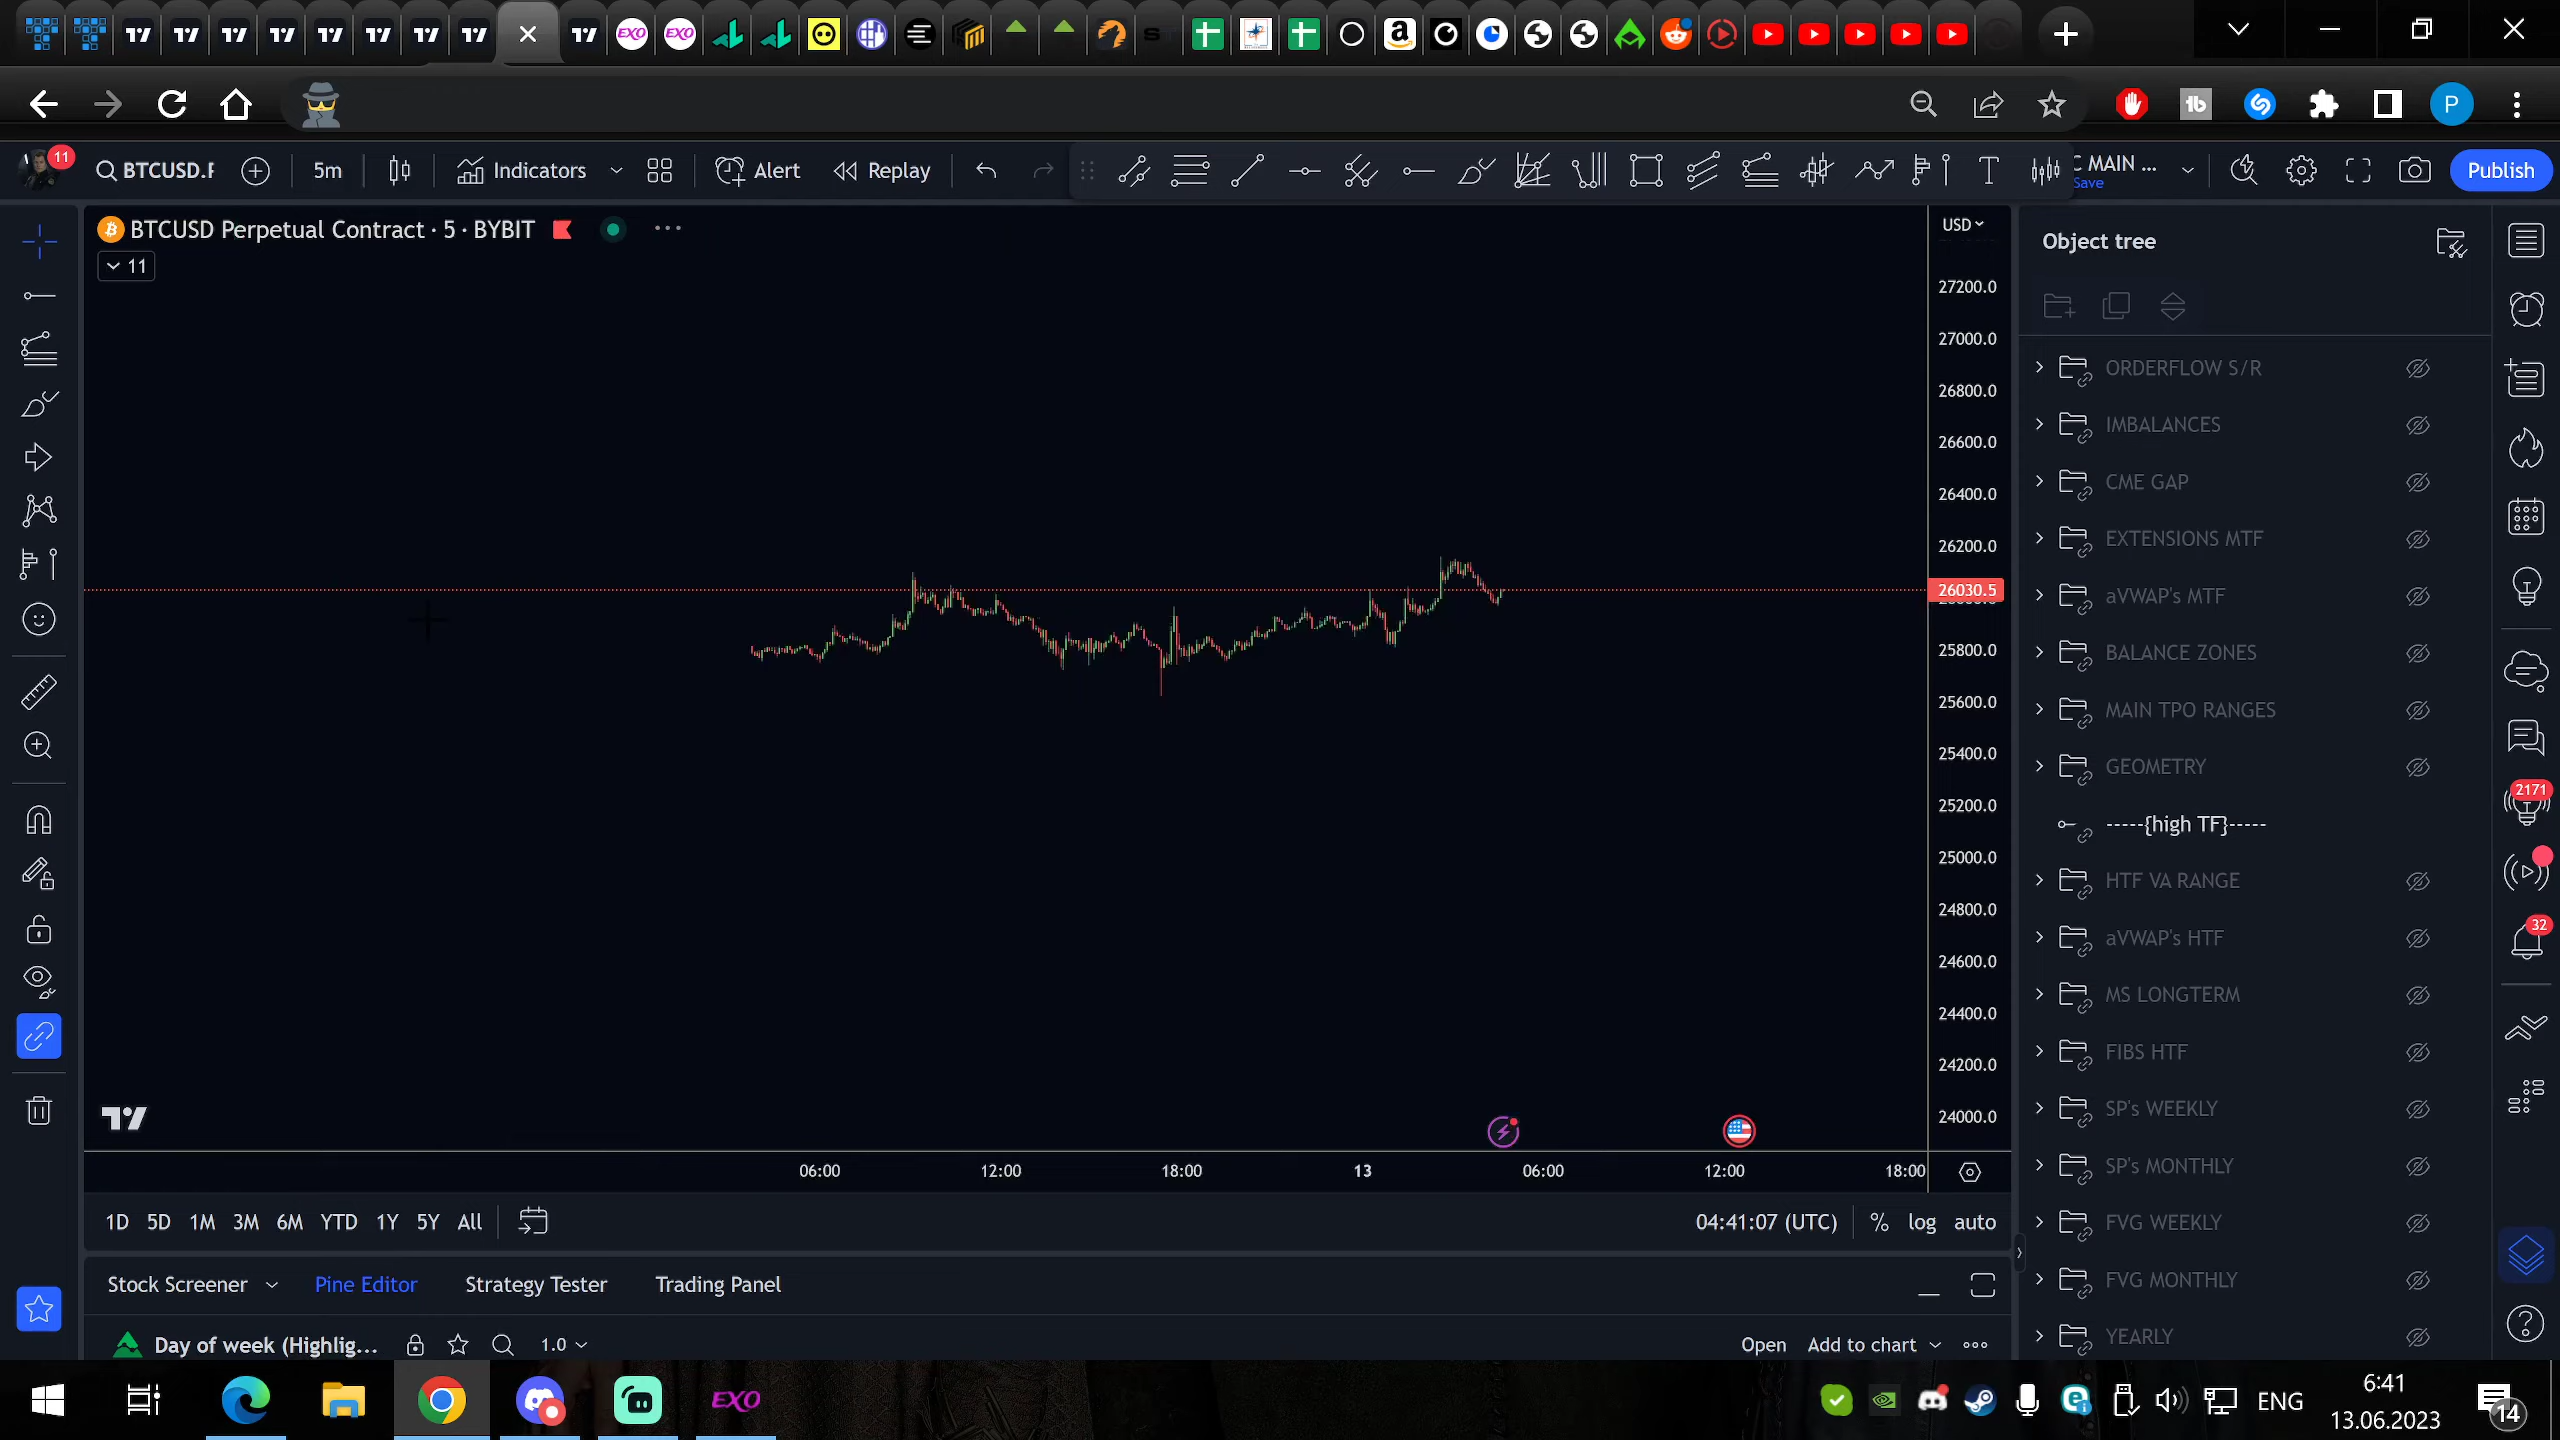 EXO
EXO
P
11
BTCUSD.F
5m
Indicators
Alert
Replay
C MAIN ...
Save
Publish
BTCUSD Perpetual Contract · 5 · BYBIT
11
USD
27200.0
27000.0
26800.0
26600.0
26400.0
26200.0
26030.5
25800.0
25600.0
25400.0
25200.0
25000.0
24800.0
24600.0
24400.0
24200.0
24000.0
06:00
12:00
18:00
13
06:00
12:00
18:00
1D 5D 1M 3M 6M YTD 1Y 5Y All
04:41:07 (UTC)
% log auto
Stock Screener
Pine Editor
Strategy Tester
Trading Panel
Day of week (Highlig...
1.0
Open
Add to chart
Object tree
ORDERFLOW S/R
IMBALANCES
CME GAP
EXTENSIONS MTF
aVWAP's MTF
BALANCE ZONES
MAIN TPO RANGES
GEOMETRY
-----{high TF}-----
HTF VA RANGE
aVWAP's HTF
MS LONGTERM
FIBS HTF
SP's WEEKLY
SP's MONTHLY
FVG WEEKLY
FVG MONTHLY
YEARLY
2171
32
EXO
ENG
6:41
13.06.2023
14